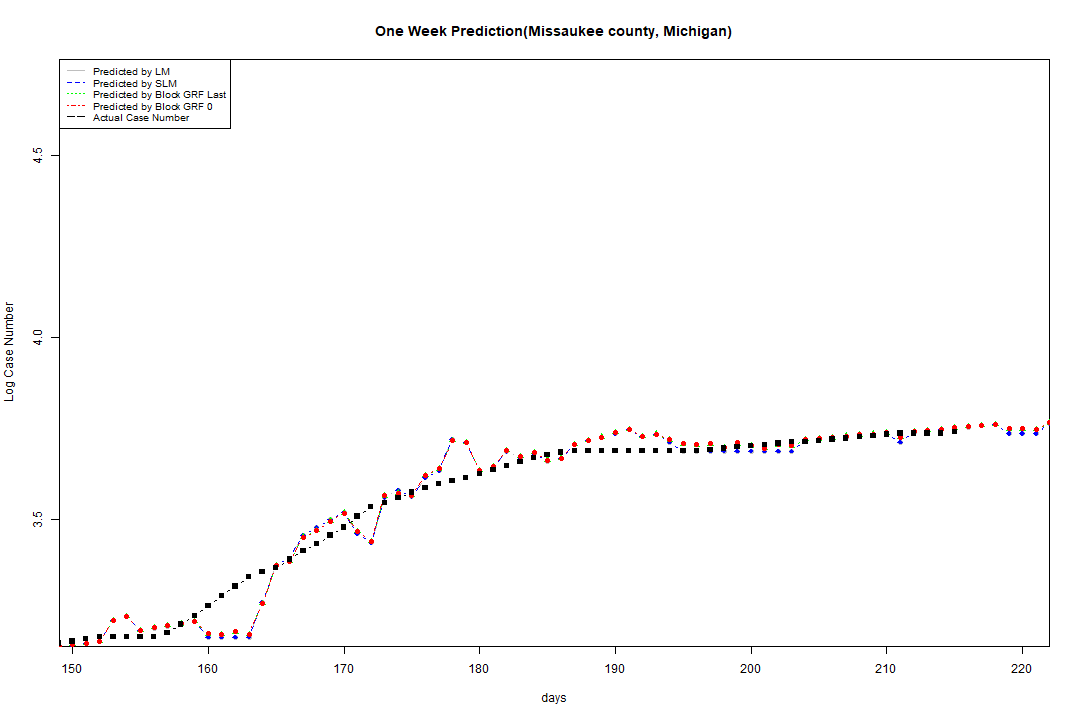 One Week Prediction(Missaukee county, Michigan)
Predicted by LM
Predicted by SLM
Predicted by Block GRF Last
Predicted by Block GRF 0
Actual Case Number
4.5
4.0
3.5
Log Case Number
150 160 170 180 190 200 210 220
days